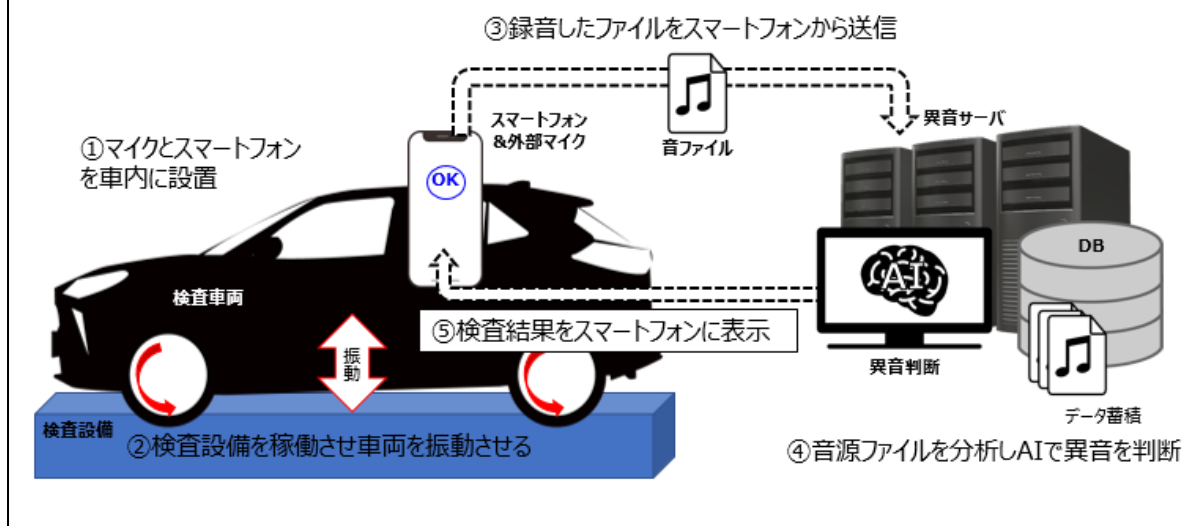 ③録音したファイルをスマートフォンから送信
スマートフォン
&外部マイク
音ファイル
異音サーバ
①マイクとスマートフォン
を車内に設置
OK
DB
AI
検査車両
振動
⑤検査結果をスマートフォンに表示
異音判断
データ蓄積
検査設備
②検査設備を稼働させ車両を振動させる
④音源ファイルを分析しAIで異音を判断